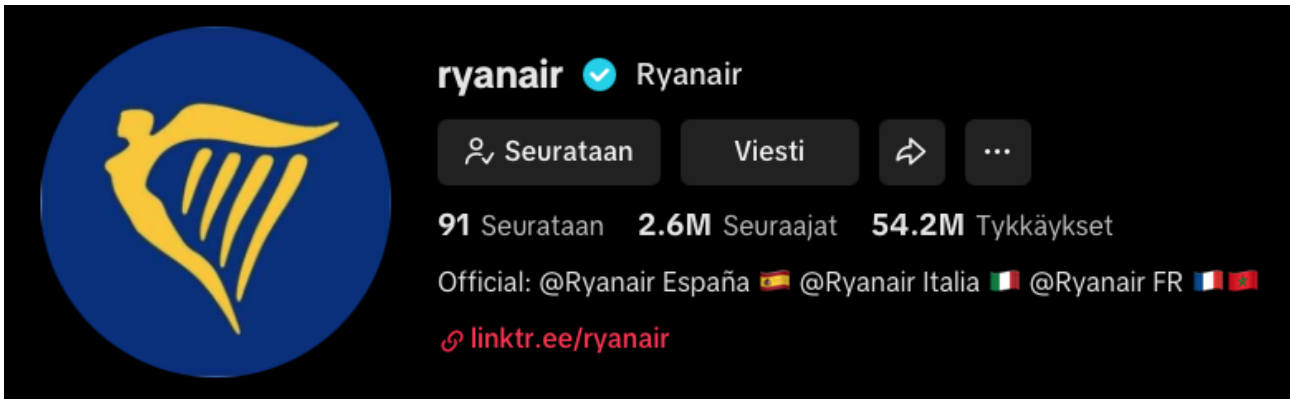 ryanair Ryanair
Seurataan Viesti ...
91 Seurataan 2.6M Seuraajat 54.2M Tykkäykset
Official: @Ryanair España 🇪🇸 @Ryanair Italia 🇮🇹 @Ryanair FR 🇫🇷🇲🇦
linktr.ee/ryanair